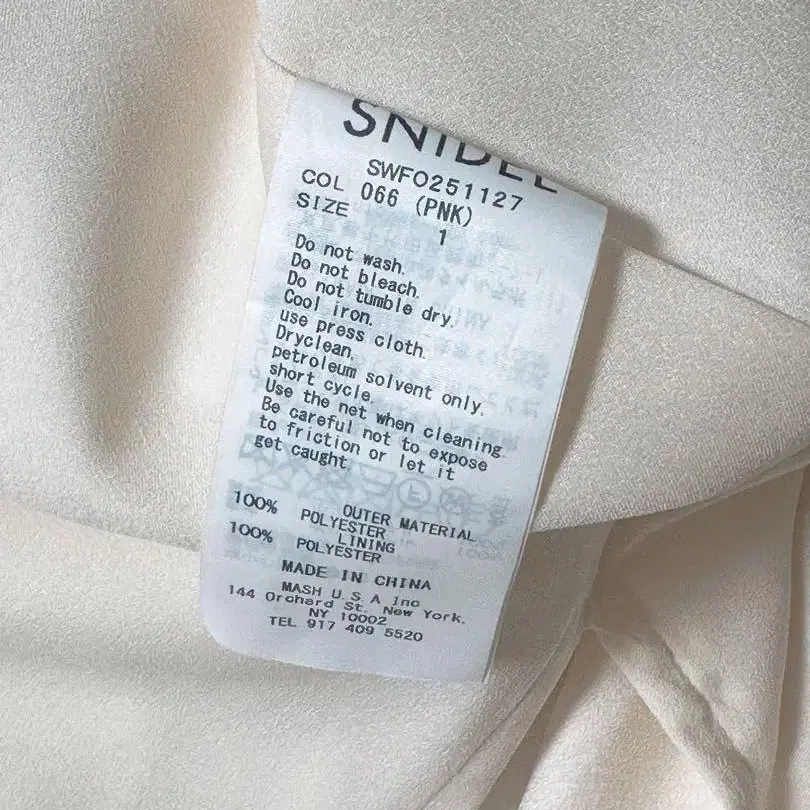 SNIDEL
SWFO251127
COL 066 (PNK)
SIZE 1
Do not wash.
Do not bleach.
Do not tumble dry.
Cool iron.
use press cloth.
Dryclean,
petroleum solvent only,
short cycle.
Use the net when cleaning.
Be careful not to expose
to friction or let it
get caught.
OUTER MATERIAL
100% POLYESTER
LINING
100% POLYESTER
MADE IN CHINA
MASH U.S.A Inc
144 Orchard St. New York.
NY 10002
TEL 917 409 5520